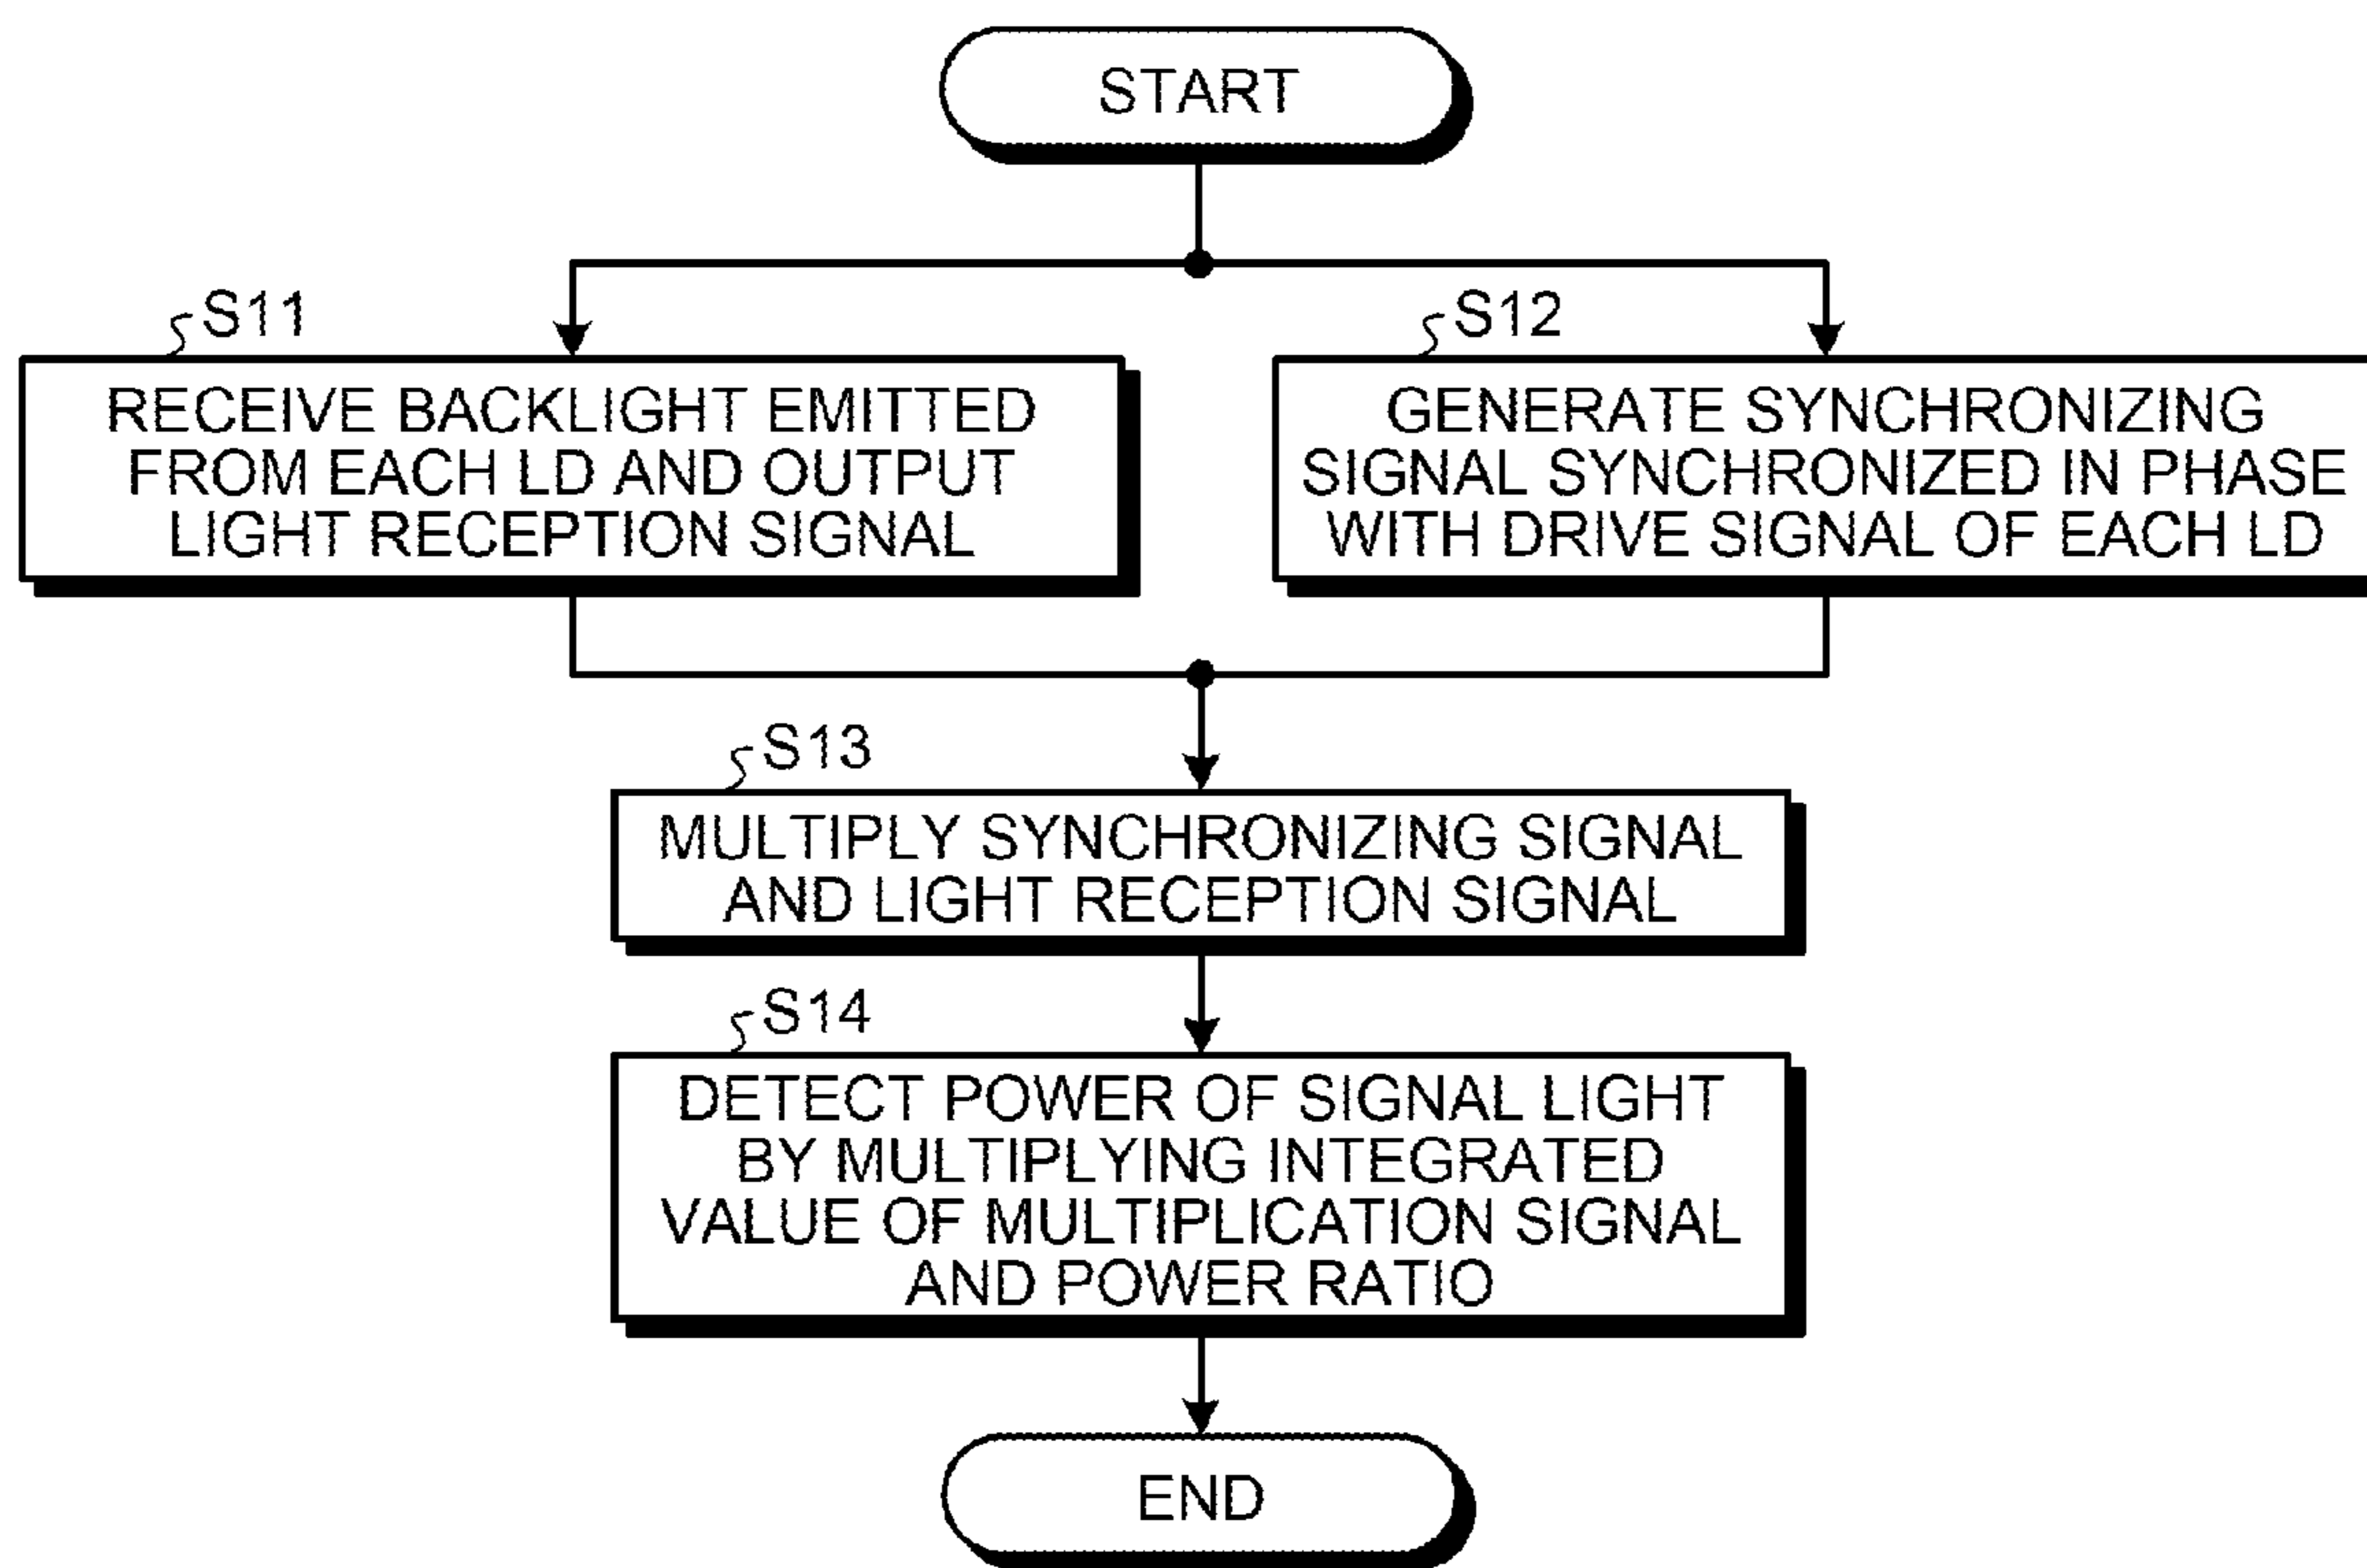 START
S11
RECEIVE BACKLIGHT EMITTED
FROM EACH LD AND OUTPUT
LIGHT RECEPTION SIGNAL
S12
GENERATE SYNCHRONIZING
SIGNAL SYNCHRONIZED IN PHASE
WITH DRIVE SIGNAL OF EACH LD
S13
MULTIPLY SYNCHRONIZING SIGNAL
AND LIGHT RECEPTION SIGNAL
S14
DETECT POWER OF SIGNAL LIGHT
BY MULTIPLYING INTEGRATED
VALUE OF MULTIPLICATION SIGNAL
AND POWER RATIO
END